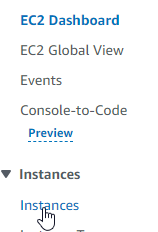 EC2 Dashboard
EC2 Global View
Events
Console-to-Code
Preview
Instances
Instances